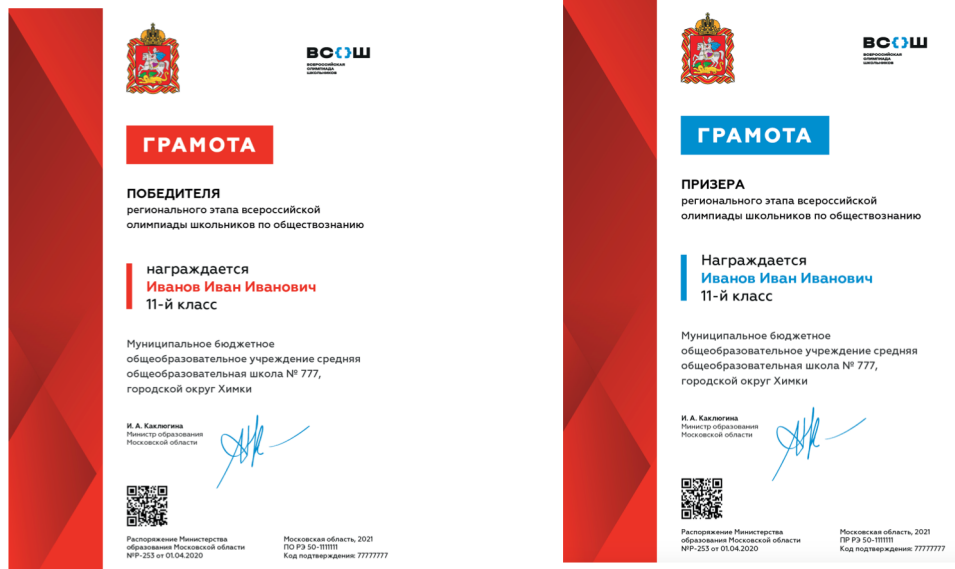 ВСОШ
ВСЕРОССИЙСКАЯ
ОЛИМПИАДА
ШКОЛЬНИКОВ
ГРАМОТА
ПОБЕДИТЕЛЯ
регионального этапа всероссийской
олимпиады школьников по обществознанию
награждается
Иванов Иван Иванович
11-й класс
Муниципальное бюджетное
общеобразовательное учреждение средняя
общеобразовательная школа № 777,
городской округ Химки
И. А. Каклюгина
Министр образования
Московской области
Распоряжение Министерства
образования Московской области
№Р-253 от 01.04.2020
Московская область, 2021
ПО РЭ 50-1111111
Код подтверждения: 77777777
ВСОШ
ВСЕРОССИЙСКАЯ
ОЛИМПИАДА
ШКОЛЬНИКОВ
ГРАМОТА
ПРИЗЕРА
регионального этапа всероссийской
олимпиады школьников по обществознанию
Награждается
Иванов Иван Иванович
11-й класс
Муниципальное бюджетное
общеобразовательное учреждение средняя
общеобразовательная школа № 777,
городской округ Химки
И. А. Каклюгина
Министр образования
Московской области
Распоряжение Министерства
образования Московской области
№Р-253 от 01.04.2020
Московская область, 2021
ПР РЭ 50-1111111
Код подтверждения: 77777777